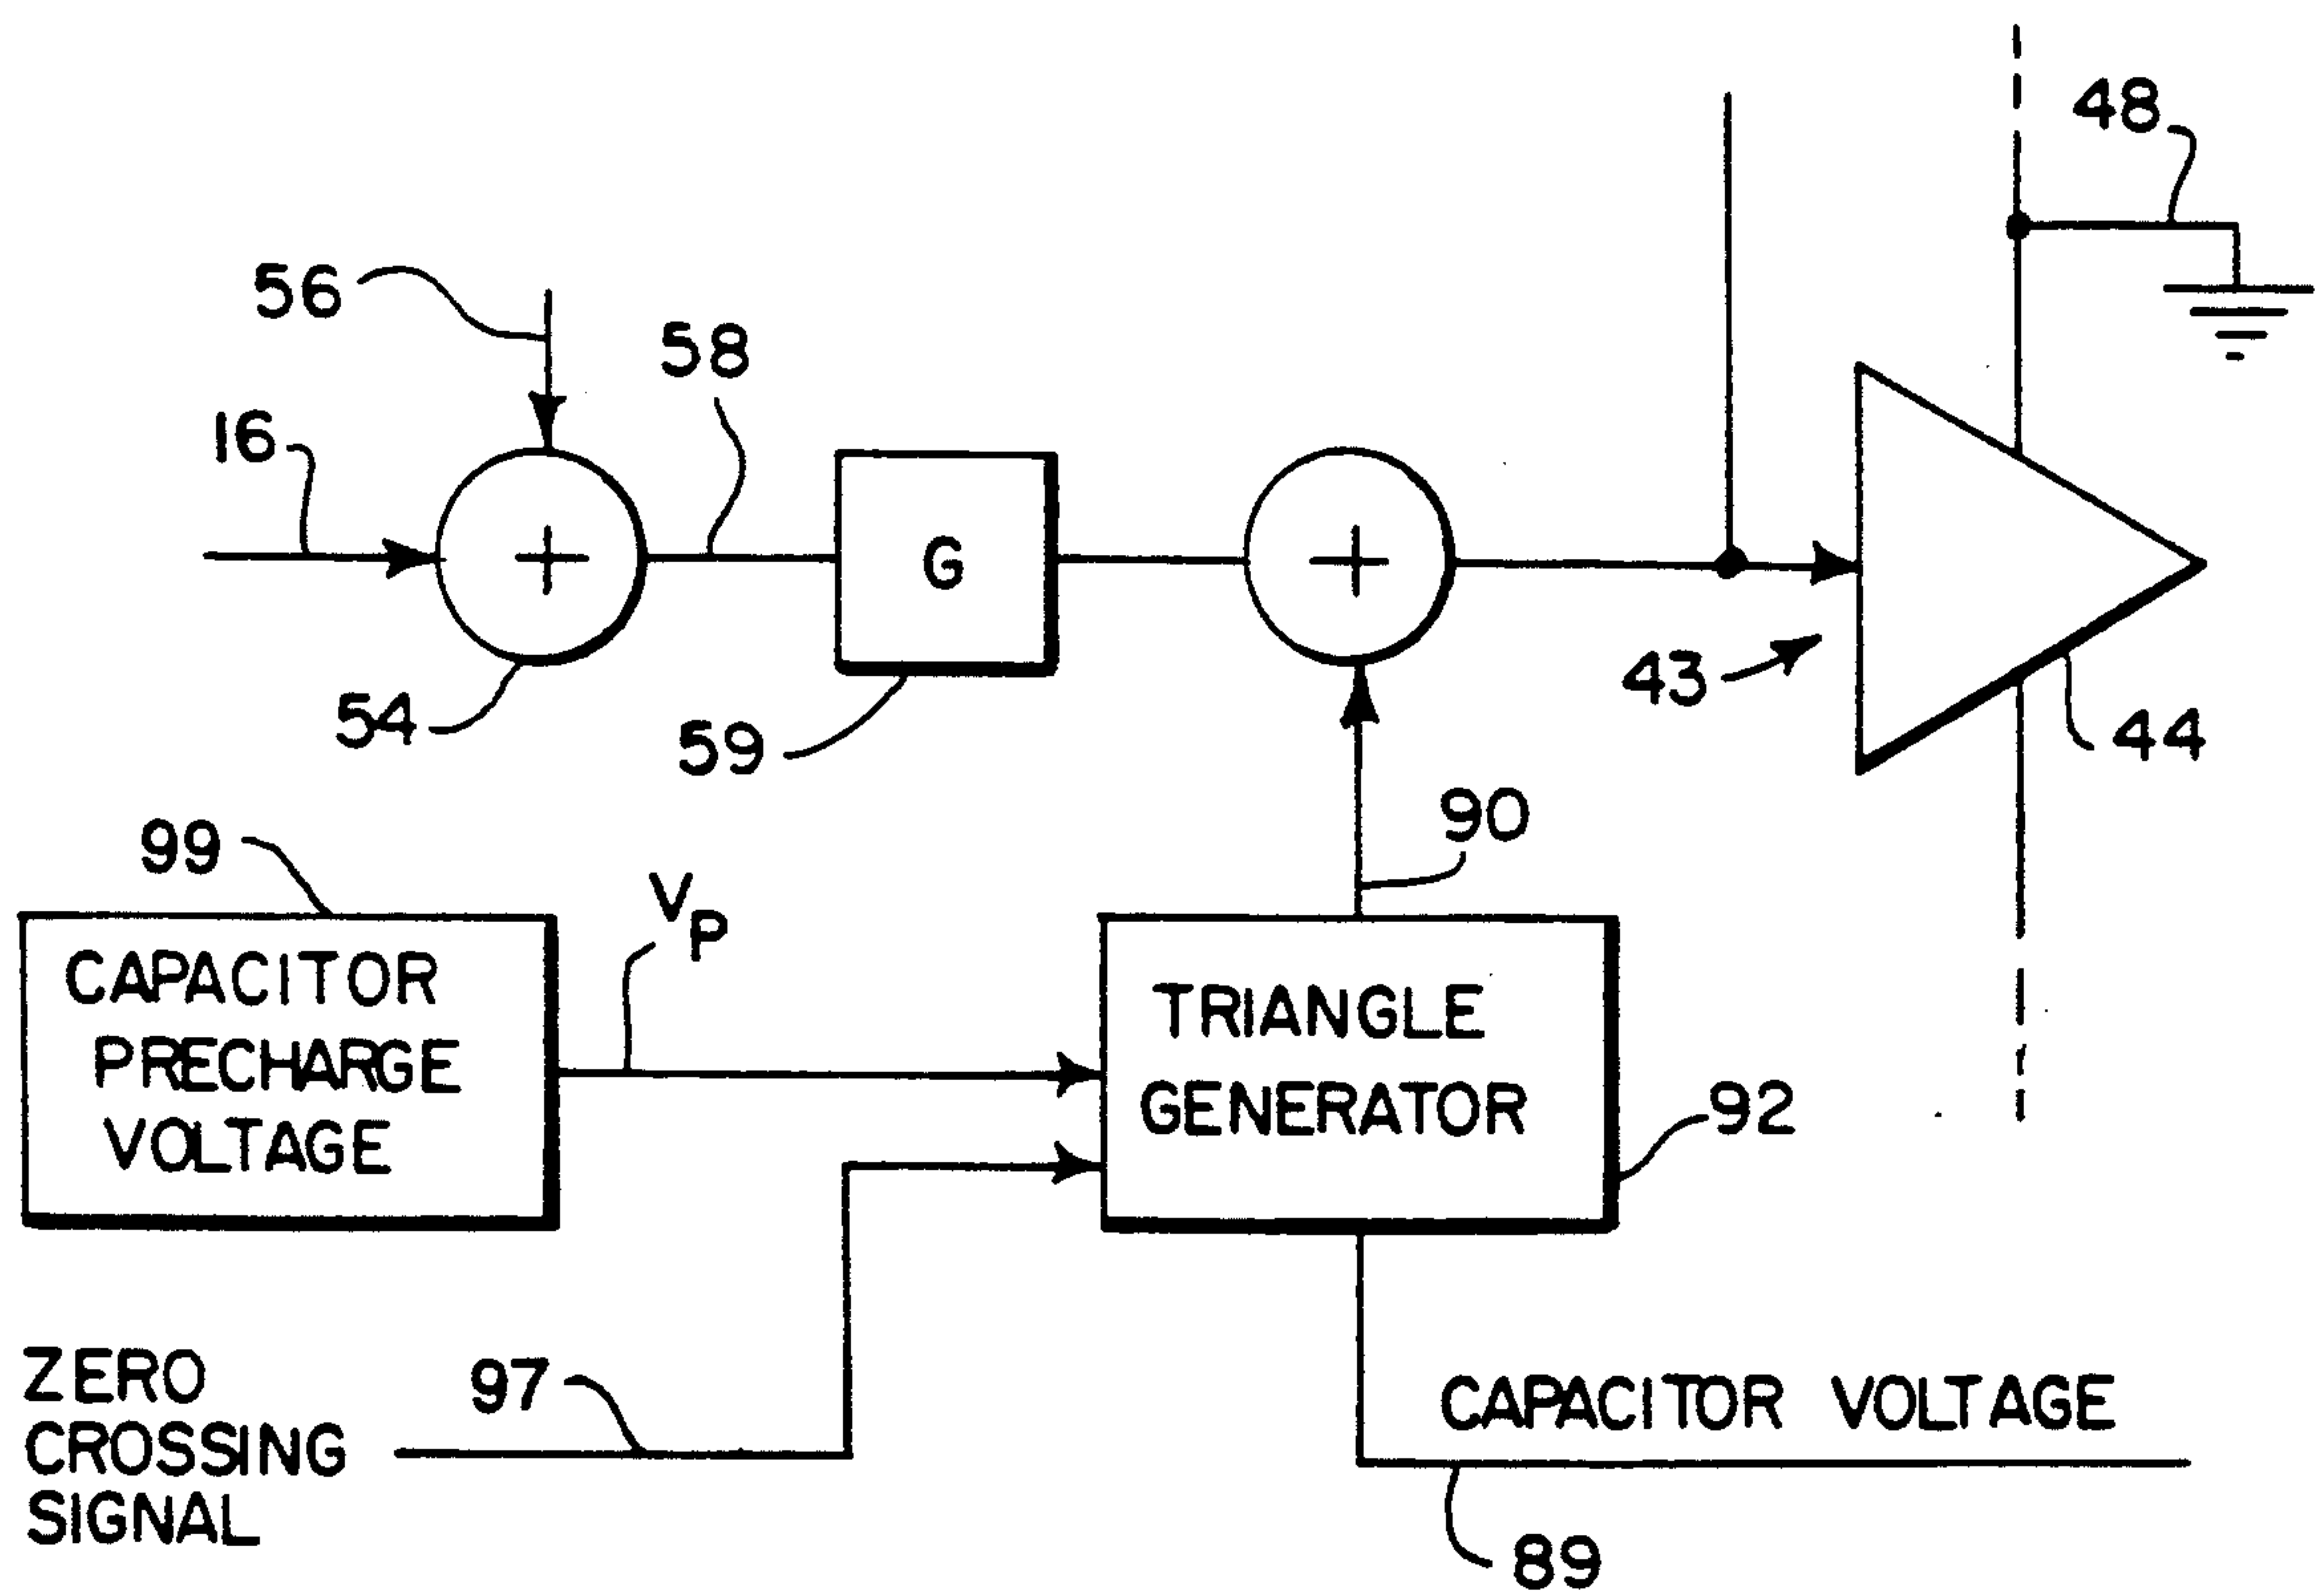 48
56
58
16
G
54
59
43
44
90
99
V
P
CAPACITOR
PRECHARGE
VOLTAGE
TRIANGLE
GENERATOR
92
ZERO
CROSSING
SIGNAL
97
CAPACITOR VOLTAGE
89